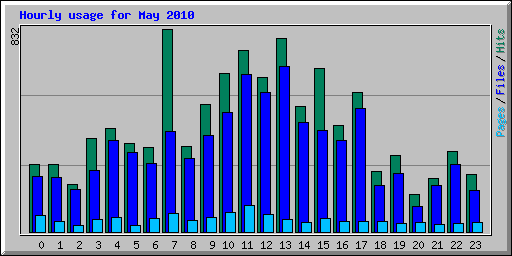 Hourly usage for May 2010
832
Pages / Files / Hits
0 1 2 3 4 5 6 7 8 9 10 11 12 13 14 15 16 17 18 19 20 21 22 23